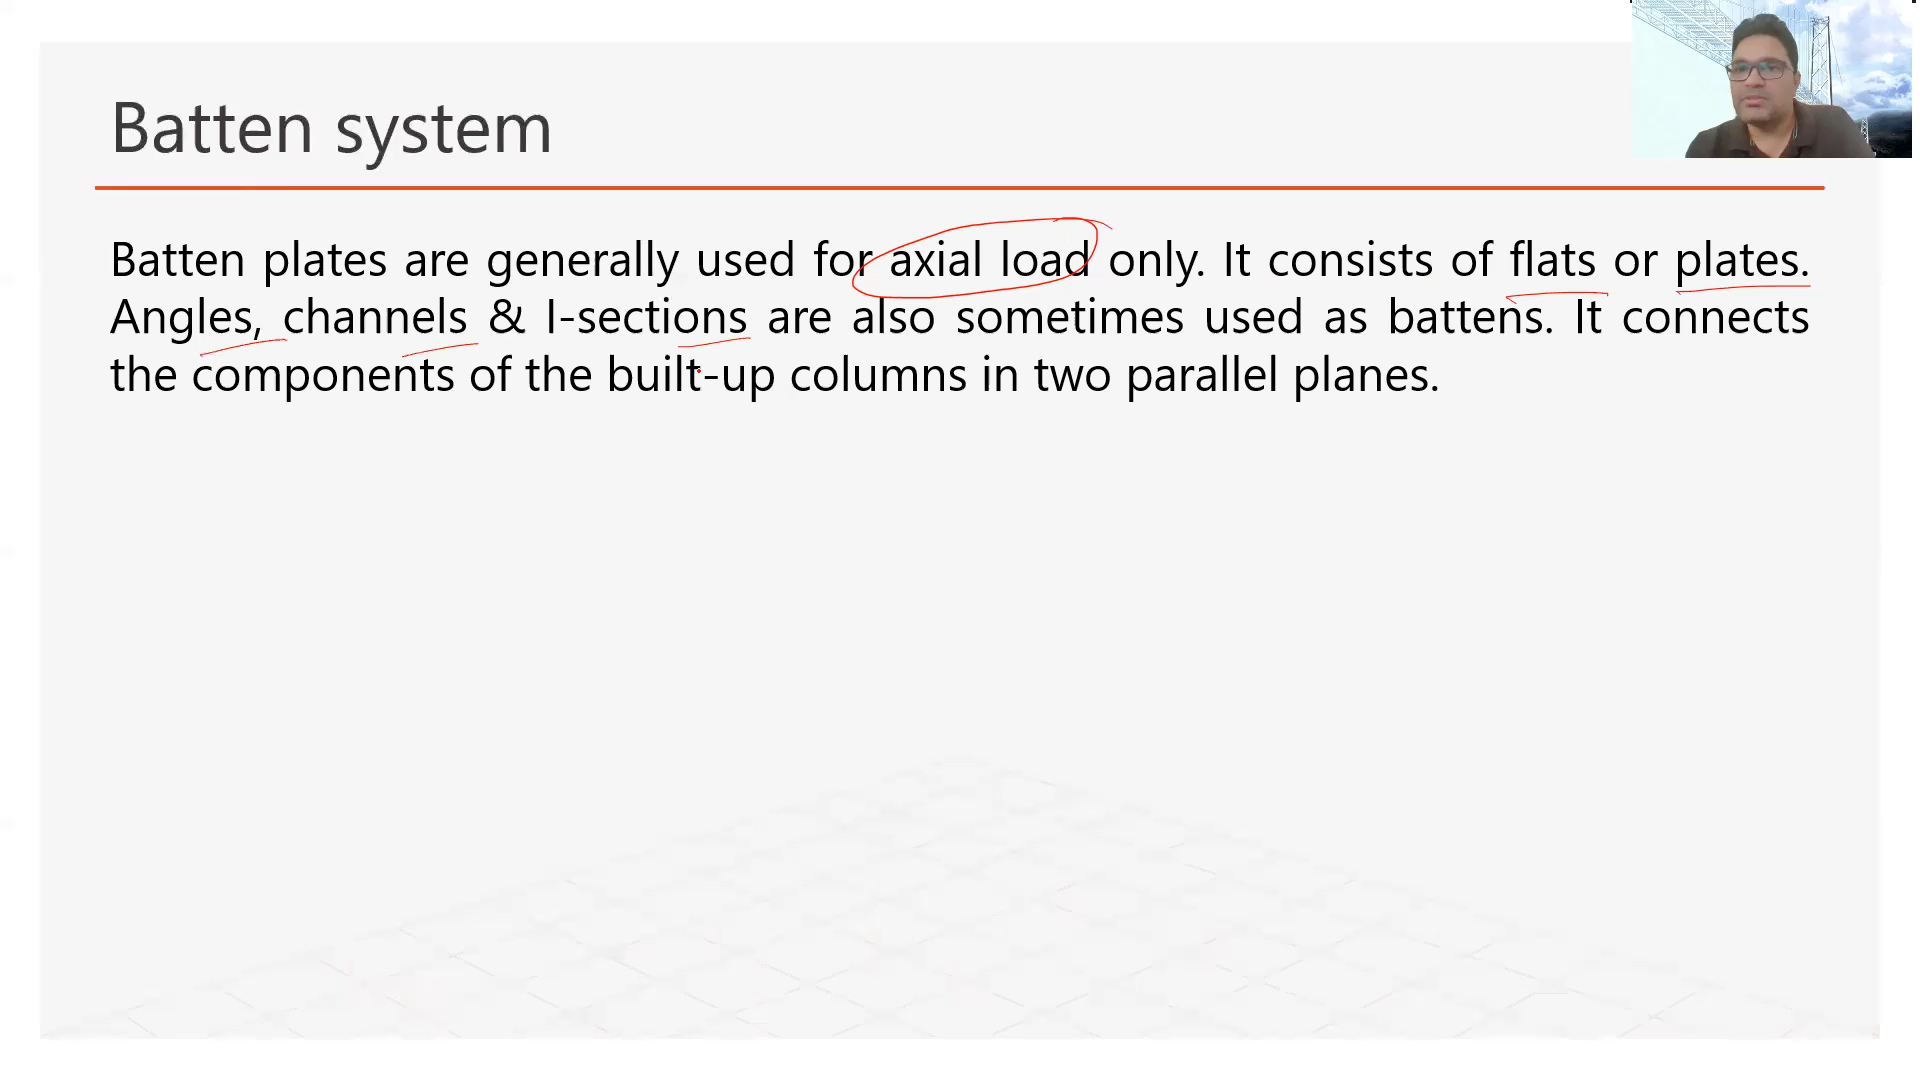 Batten system
Batten plates are generally used for axial load only. It consists of flats or plates.
Angles, channels & I-sections are also sometimes used as battens. It connects
the components of the built-up columns in two parallel planes.